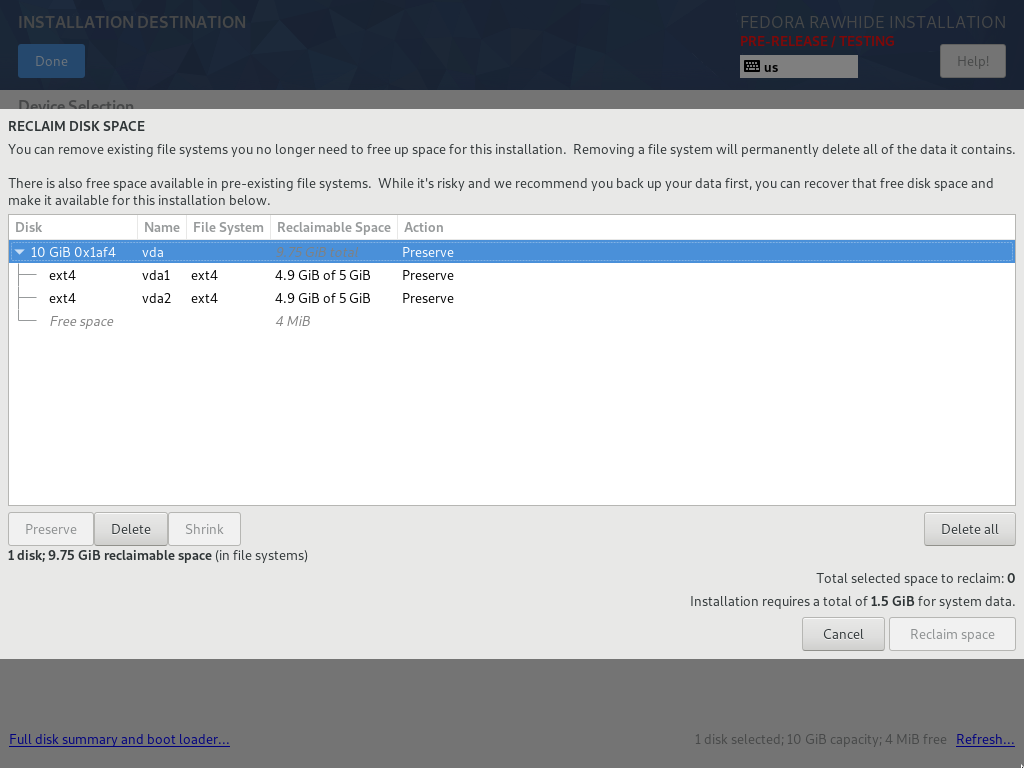 INSTALLATION DESTINATION
FEDORA RAWHIDE INSTALLATION
PRE-RELEASE / TESTING
Done
us
Help!
Device Selection
RECLAIM DISK SPACE
You can remove existing file systems you no longer need to free up space for this installation.  Removing a file system will permanently delete all of the data it contains.
There is also free space available in pre-existing file systems.  While it's risky and we recommend you back up your data first, you can recover that free disk space and
make it available for this installation below.
Disk Name File System Reclaimable Space Action
10 GiB 0x1af4 vda Preserve
ext4 vda1 ext4 4.9 GiB of 5 GiB Preserve
ext4 vda2 ext4 4.9 GiB of 5 GiB Preserve
Free space 4 MiB
Preserve Delete Shrink Delete all
1 disk; 9.75 GiB reclaimable space (in file systems)
Total selected space to reclaim: 0
Installation requires a total of 1.5 GiB for system data.
Cancel Reclaim space
Full disk summary and boot loader... 1 disk selected; 10 GiB capacity; 4 MiB free Refresh...